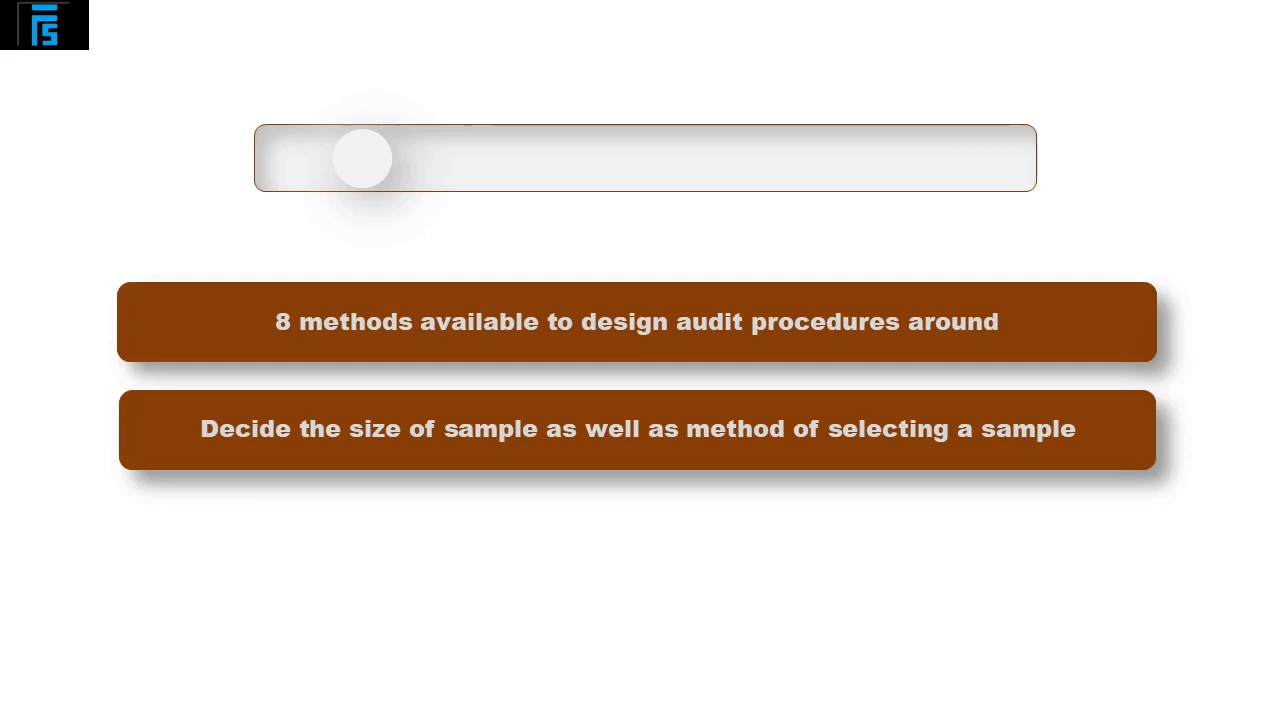 8 methods available to design audit procedures around
Decide the size of sample as well as method of selecting a sample